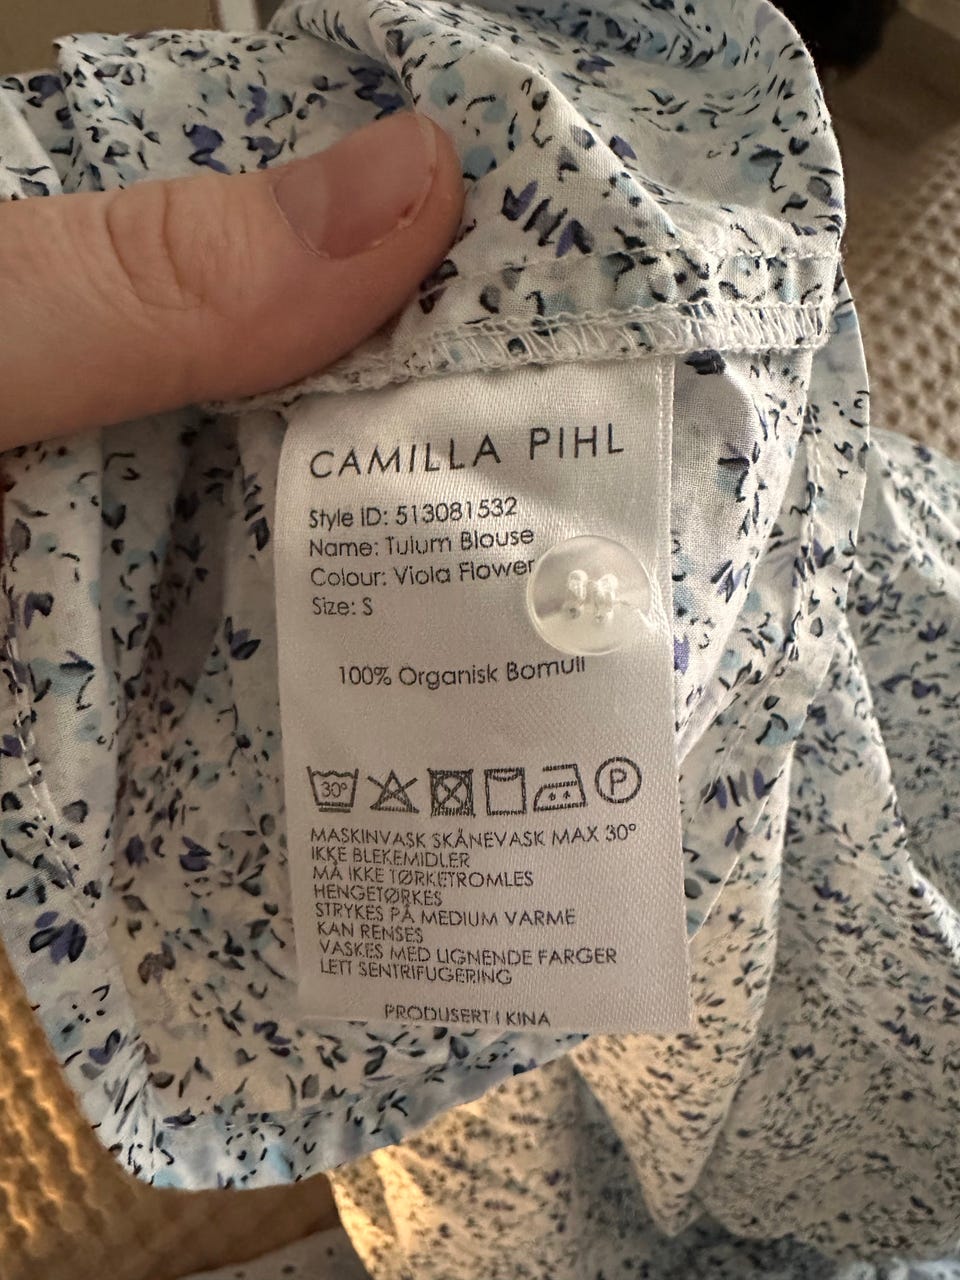 CAMILLA PIHL
Style ID: 513081532
Name: Tulum Blouse
Colour: Viola Flower
Size: S
100% Organisk Bomull
30°
P
MASKINVASK SKÅNEVASK MAX 30°
IKKE BLEKEMIDLER
MÅ IKKE TØRKETROMLES
HENGETØRKES
STRYKES PÅ MEDIUM VARME
KAN RENSES
VASKES MED LIGNENDE FARGER
LETT SENTRIFUGERING
PRODUSERT I KINA